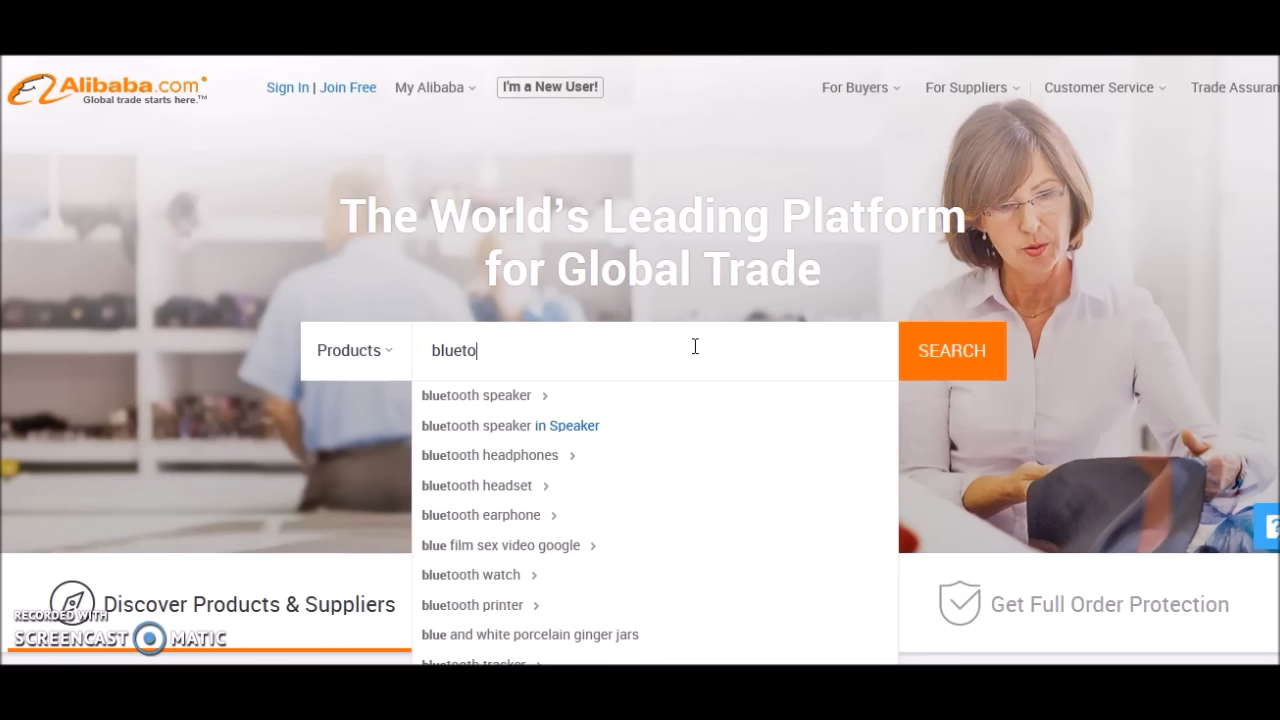 Alibaba.com
Global trade starts here.™
Sign In | Join Free
My Alibaba
I'm a New User!
For Buyers
For Suppliers
Customer Service
Trade Assuran
The World's Leading Platform
for Global Trade
Products
blueto
SEARCH
bluetooth speaker
bluetooth speaker in Speaker
bluetooth headphones
bluetooth headset
bluetooth earphone
blue film sex video google
bluetooth watch
bluetooth printer
blue and white porcelain ginger jars
bluetooth tracker
Discover Products & Suppliers
Get Full Order Protection
RECORDED WITH
SCREENCAST MATIC